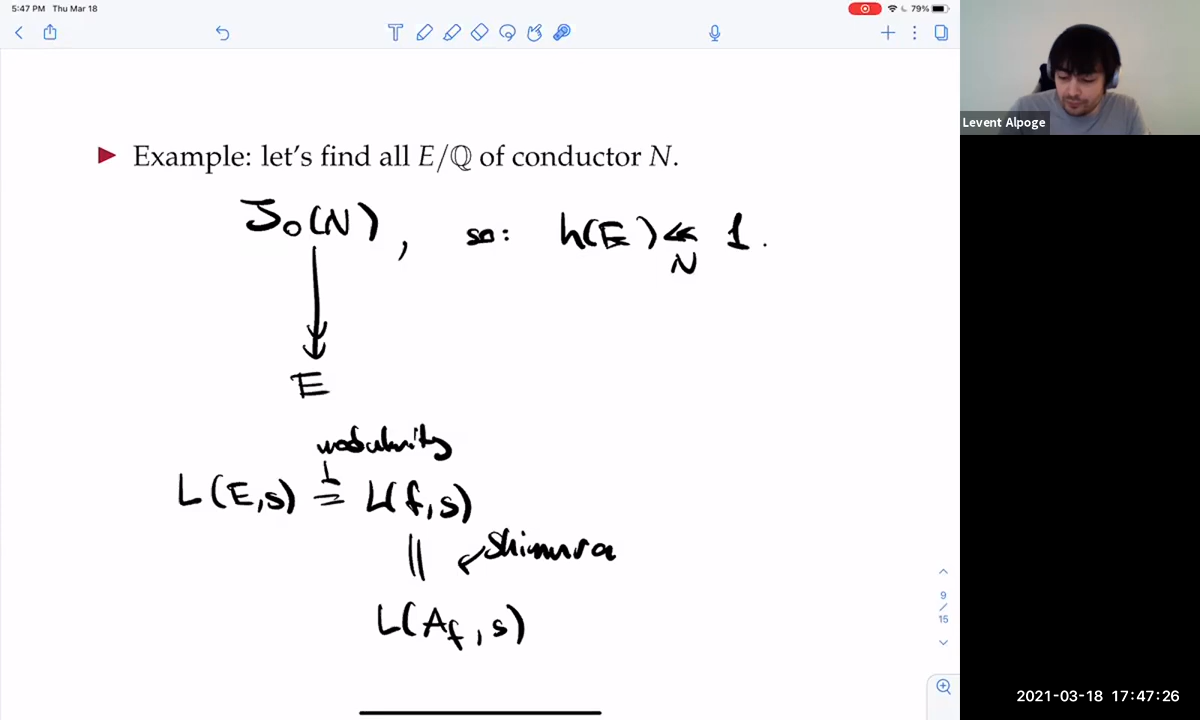 5:47 PM Thu Mar 18
79%
Levent Alpoge
► Example: let's find all E/ℚ of conductor N.
J₀(N), so: h(E) ≪_N 1.
E
modularity
L(E,s) = L(f,s)
|| Shimura
L(A_f,s)
9
/
15
2021-03-18 17:47:26